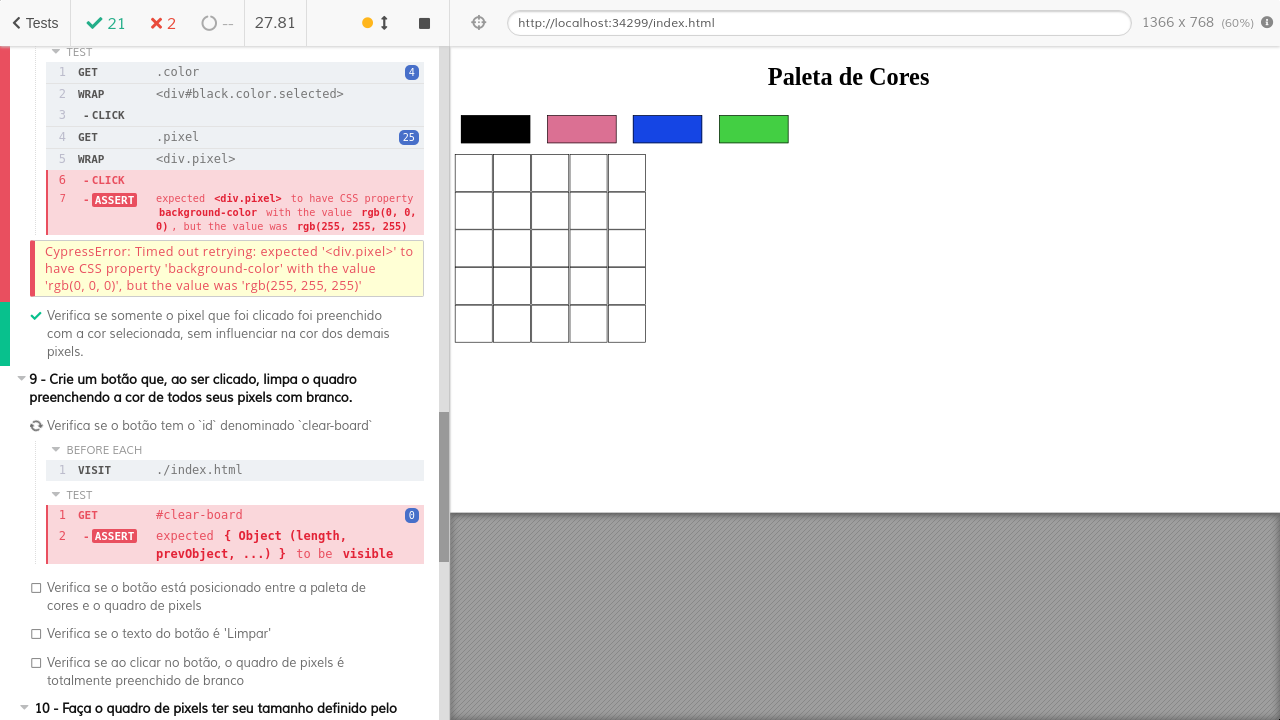 Tests
21
2
--
27.81
http://localhost:34299/index.html
1366 x 768 (60%)
TEST
1 GET .color 4
2 WRAP <div#black.color.selected>
3 - CLICK
4 GET .pixel 25
5 WRAP <div.pixel>
6 - CLICK
7 - ASSERT expected <div.pixel> to have CSS property
background-color with the value rgb(0, 0,
0) , but the value was rgb(255, 255, 255)
CypressError: Timed out retrying: expected '<div.pixel>' to
have CSS property 'background-color' with the value
'rgb(0, 0, 0)', but the value was 'rgb(255, 255, 255)'
Verifica se somente o pixel que foi clicado foi preenchido
com a cor selecionada, sem influenciar na cor dos demais
pixels.
9 - Crie um botão que, ao ser clicado, limpa o quadro
preenchendo a cor de todos seus pixels com branco.
Verifica se o botão tem o `id` denominado `clear-board`
BEFORE EACH
1 VISIT ./index.html
TEST
1 GET #clear-board 0
2 - ASSERT expected { Object (length,
prevObject, ...) } to be visible
Verifica se o botão está posicionado entre a paleta de
cores e o quadro de pixels
Verifica se o texto do botão é 'Limpar'
Verifica se ao clicar no botão, o quadro de pixels é
totalmente preenchido de branco
10 - Faça o quadro de pixels ter seu tamanho definido pelo
Paleta de Cores